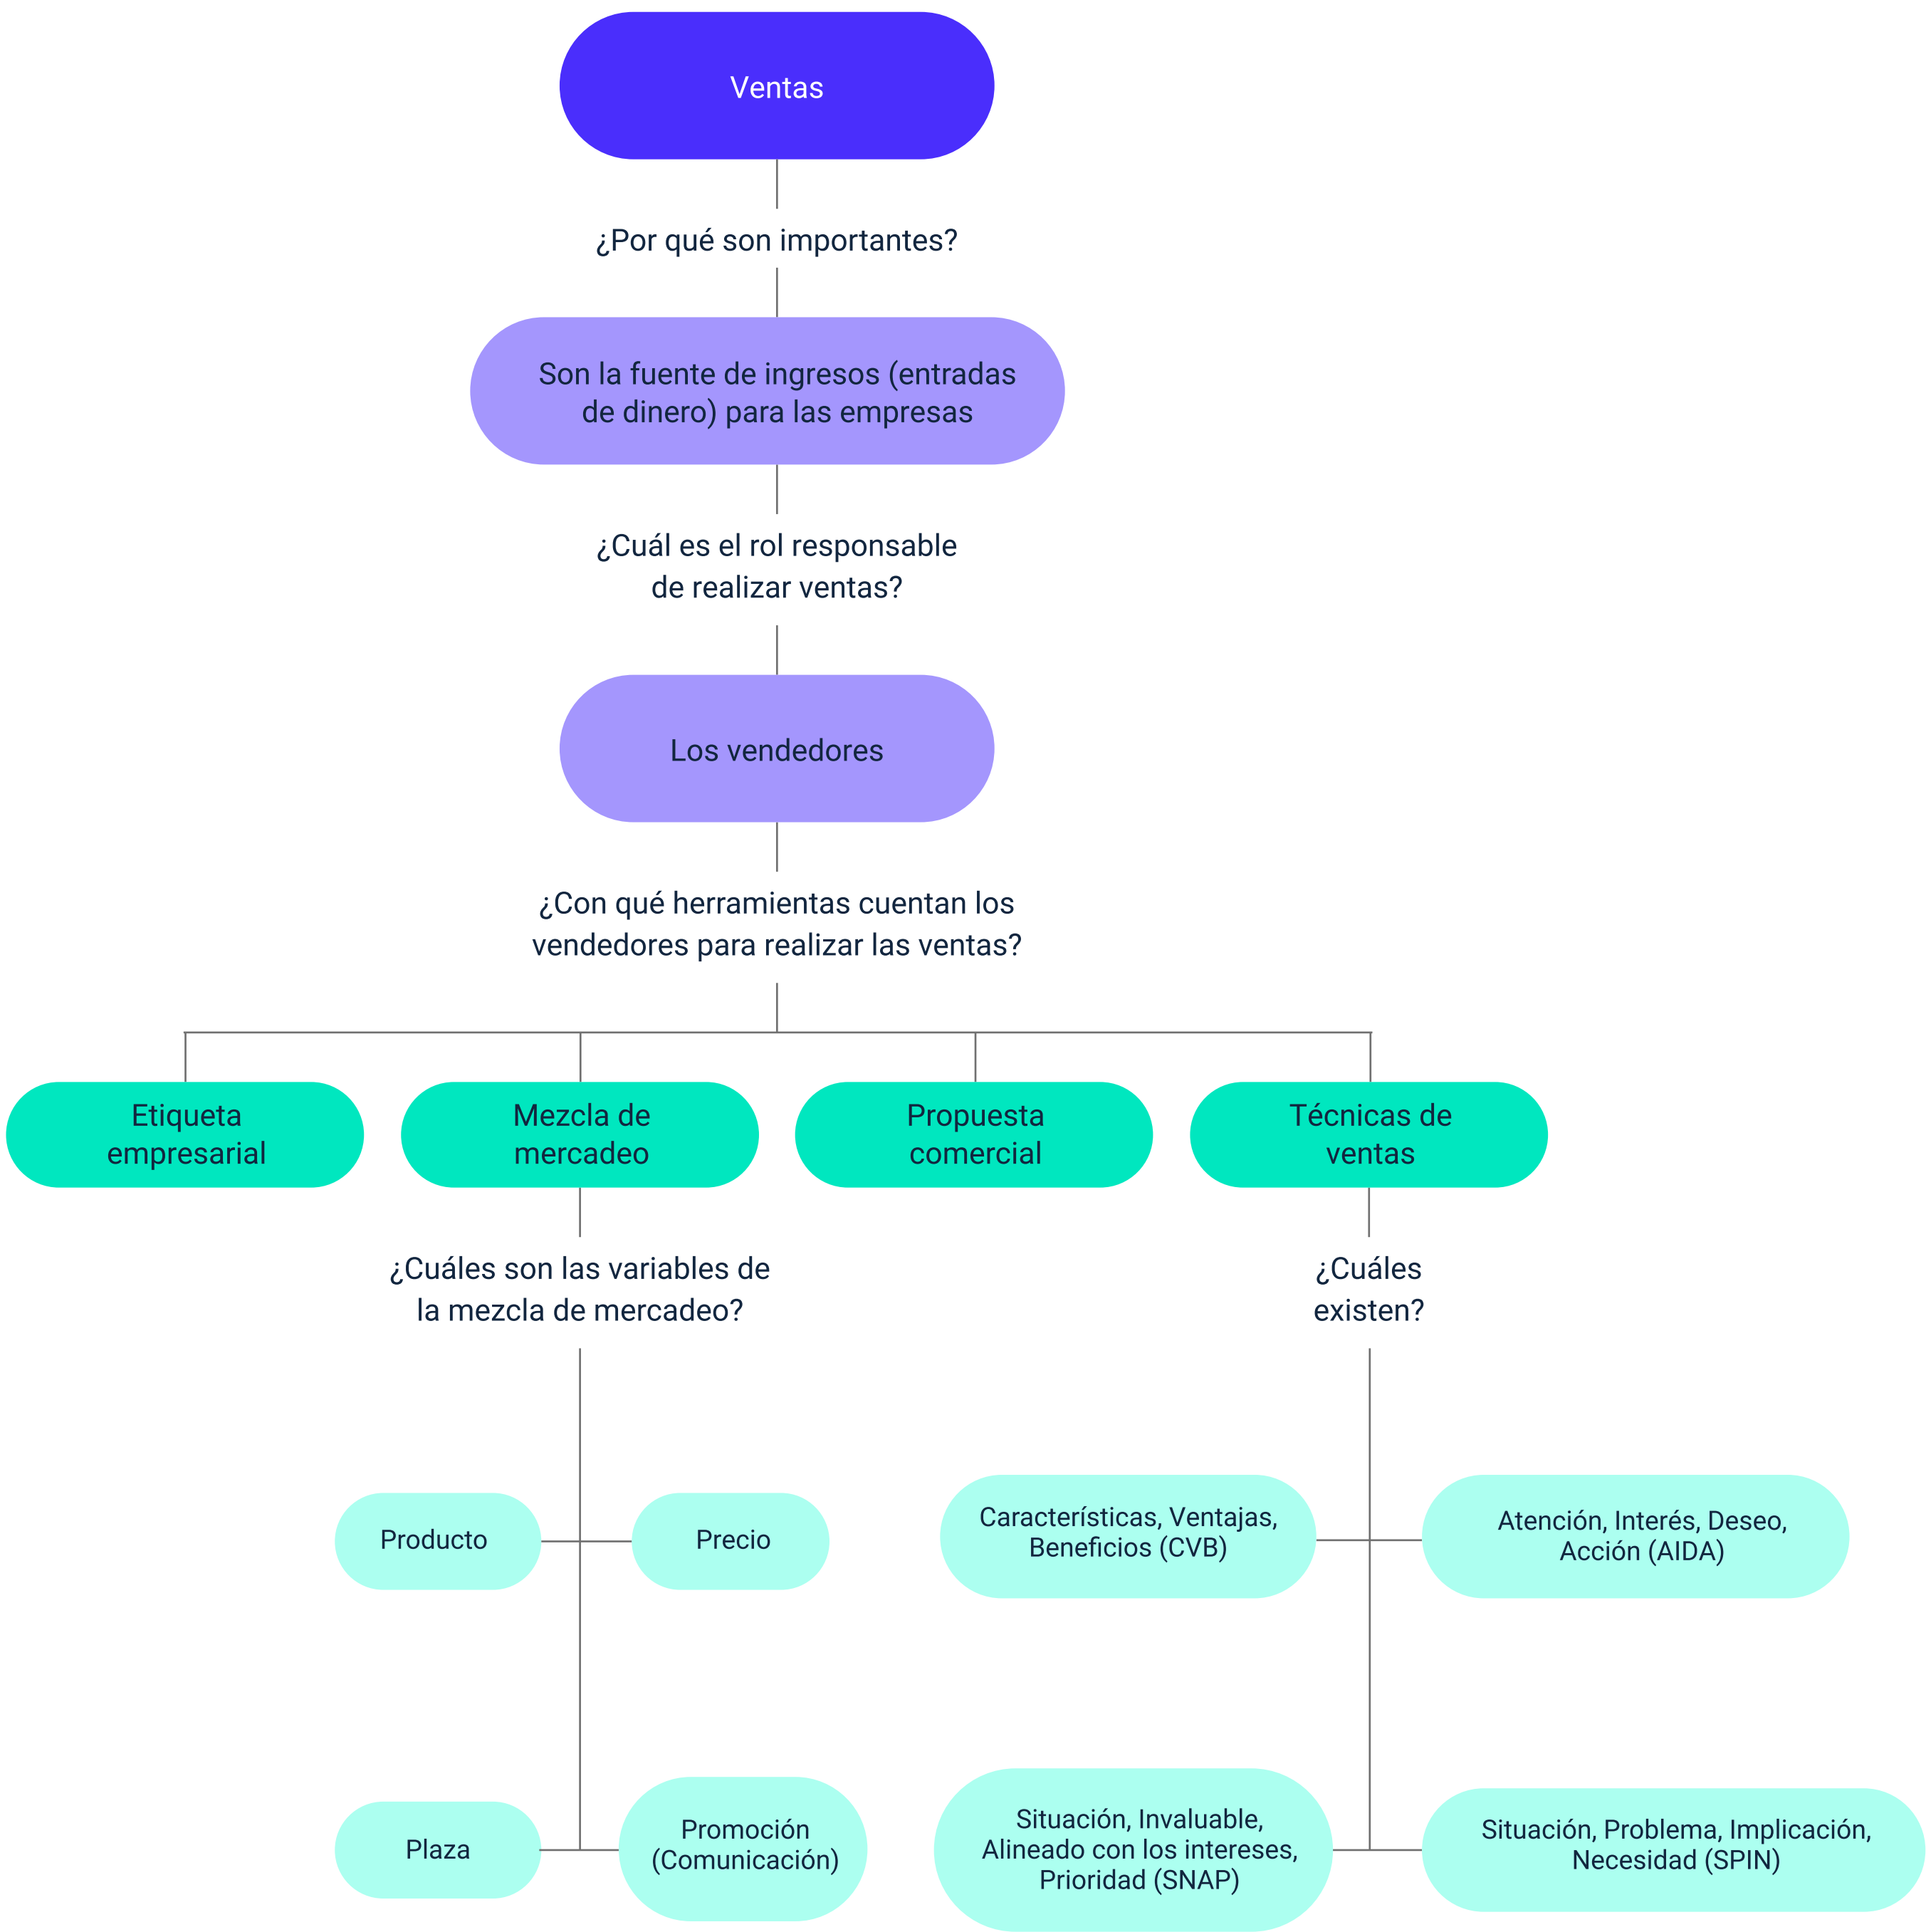 Ventas
¿Por qué son importantes?
Son la fuente de ingresos (entradas
de dinero) para las empresas
¿Cuál es el rol responsable
de realizar ventas?
Los vendedores
¿Con qué herramientas cuentan los
vendedores para realizar las ventas?
Etiqueta
empresarial
Mezcla de
mercadeo
Propuesta
comercial
Técnicas de
ventas
¿Cuáles son las variables de
la mezcla de mercadeo?
¿Cuáles
existen?
Producto
Precio
Características, Ventajas,
Beneficios (CVB)
Atención, Interés, Deseo,
Acción (AIDA)
Plaza
Promoción
(Comunicación)
Situación, Invaluable,
Alineado con los intereses,
Prioridad (SNAP)
Situación, Problema, Implicación,
Necesidad (SPIN)